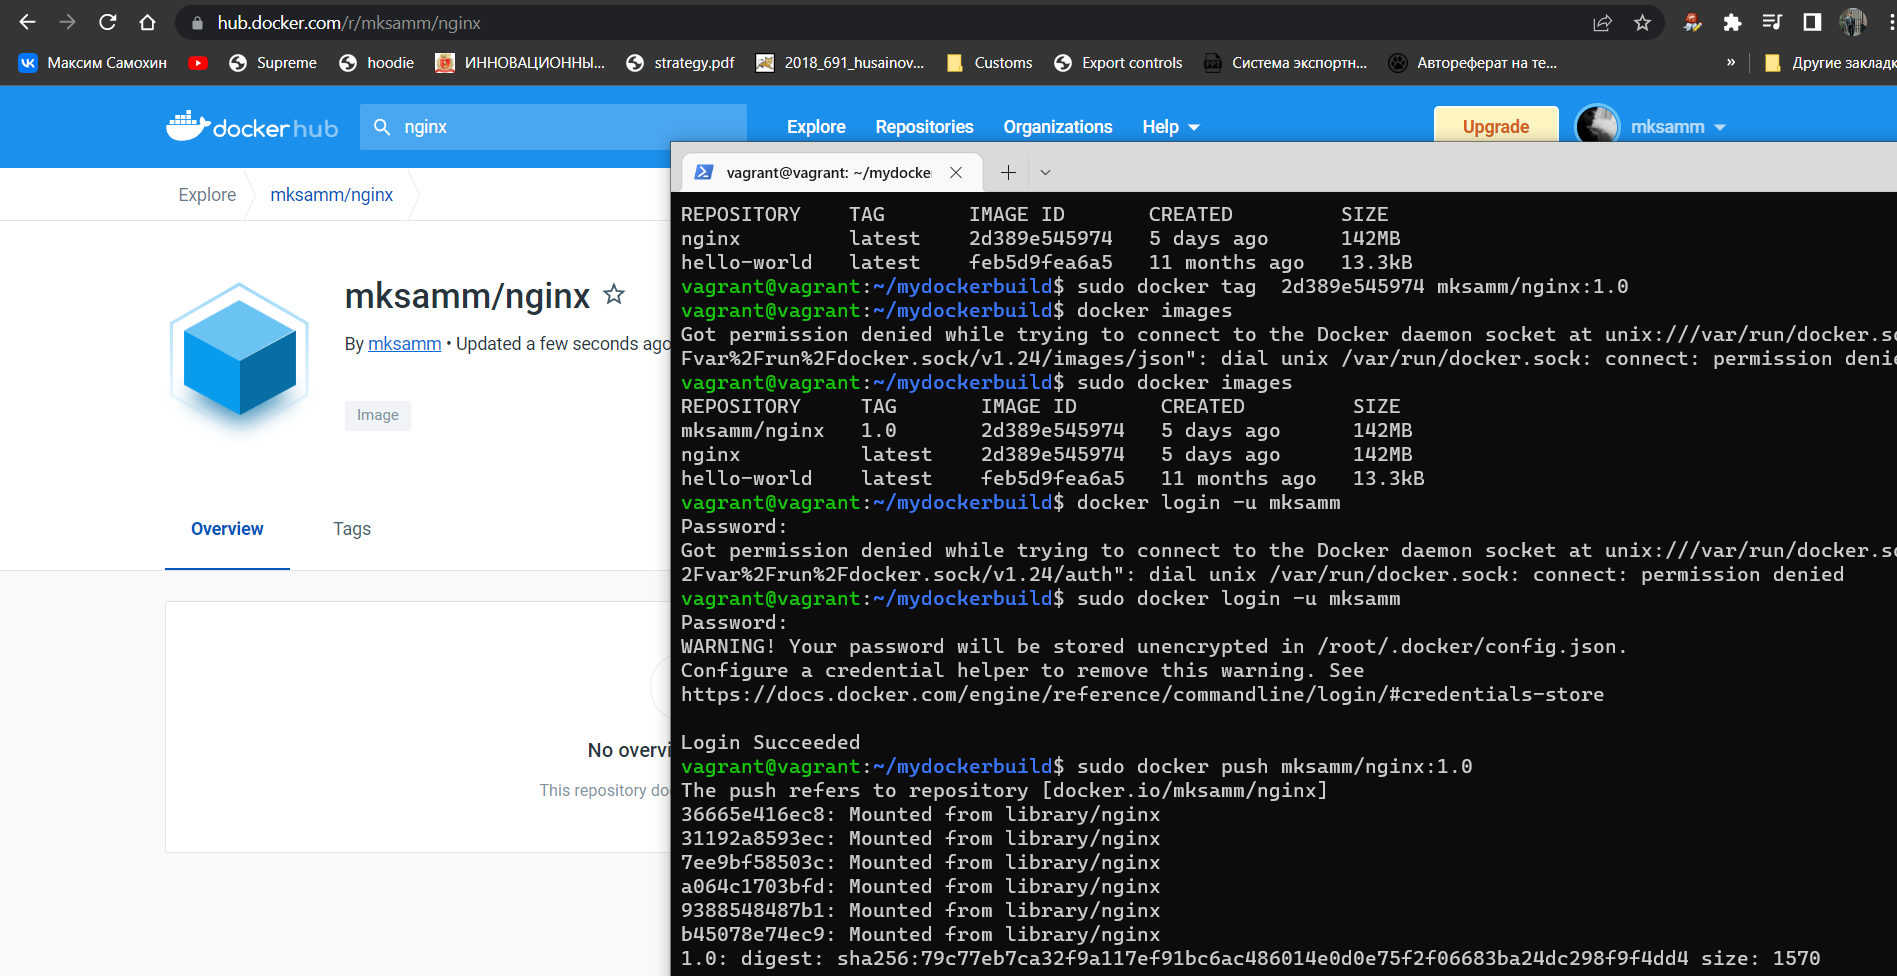 hub.docker.com/r/mksamm/nginx
Максим Самохин
Supreme
hoodie
ИННОВАЦИОННЫ...
strategy.pdf
2018_691_husainov...
Customs
Export controls
Система экспортн...
Автореферат на те...
»
Другие закладк
docker hub
nginx
Explore
Repositories
Organizations
Help
Upgrade
mksamm
Explore
mksamm/nginx
mksamm/nginx
By mksamm • Updated a few seconds ago
Image
Overview
Tags
No overvi
This repository do
vagrant@vagrant: ~/mydocke
REPOSITORY TAG IMAGE ID CREATED SIZE
nginx latest 2d389e545974 5 days ago 142MB
hello-world latest feb5d9fea6a5 11 months ago 13.3kB
vagrant@vagrant:~/mydockerbuild$ sudo docker tag  2d389e545974 mksamm/nginx:1.0
vagrant@vagrant:~/mydockerbuild$ docker images
Got permission denied while trying to connect to the Docker daemon socket at unix:///var/run/docker.so
Fvar%2Frun%2Fdocker.sock/v1.24/images/json": dial unix /var/run/docker.sock: connect: permission denie
vagrant@vagrant:~/mydockerbuild$ sudo docker images
REPOSITORY TAG IMAGE ID CREATED SIZE
mksamm/nginx 1.0 2d389e545974 5 days ago 142MB
nginx latest 2d389e545974 5 days ago 142MB
hello-world latest feb5d9fea6a5 11 months ago 13.3kB
vagrant@vagrant:~/mydockerbuild$ docker login -u mksamm
Password:
Got permission denied while trying to connect to the Docker daemon socket at unix:///var/run/docker.so
2Fvar%2Frun%2Fdocker.sock/v1.24/auth": dial unix /var/run/docker.sock: connect: permission denied
vagrant@vagrant:~/mydockerbuild$ sudo docker login -u mksamm
Password:
WARNING! Your password will be stored unencrypted in /root/.docker/config.json.
Configure a credential helper to remove this warning. See
https://docs.docker.com/engine/reference/commandline/login/#credentials-store
Login Succeeded
vagrant@vagrant:~/mydockerbuild$ sudo docker push mksamm/nginx:1.0
The push refers to repository [docker.io/mksamm/nginx]
36665e416ec8: Mounted from library/nginx
31192a8593ec: Mounted from library/nginx
7ee9bf58503c: Mounted from library/nginx
a064c1703bfd: Mounted from library/nginx
9388548487b1: Mounted from library/nginx
b45078e74ec9: Mounted from library/nginx
1.0: digest: sha256:79c77eb7ca32f9a117ef91bc6ac486014e0d0e75f2f06683ba24dc298f9f4dd4 size: 1570